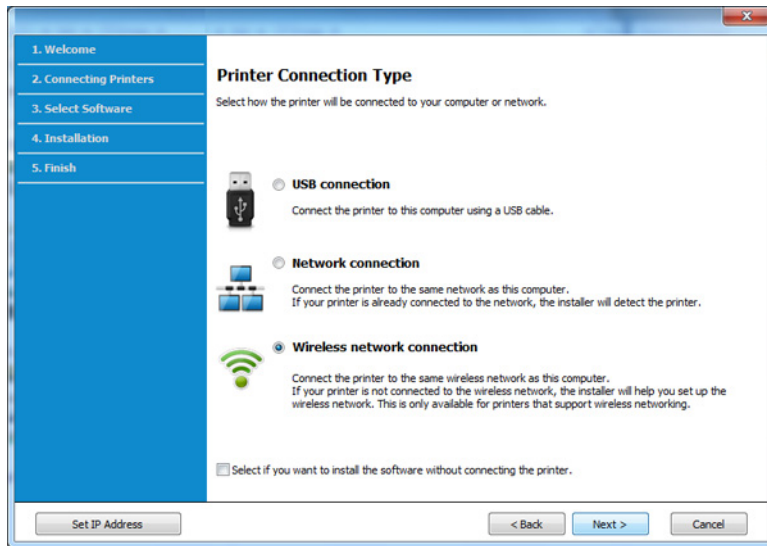 1. Welcome
2. Connecting Printers
3. Select Software
4. Installation
5. Finish
Printer Connection Type
Select how the printer will be connected to your computer or network.
USB connection
Connect the printer to this computer using a USB cable.
Network connection
Connect the printer to the same network as this computer.
If your printer is already connected to the network, the installer will detect the printer.
Wireless network connection
Connect the printer to the same wireless network as this computer.
If your printer is not connected to the wireless network, the installer will help you set up the
wireless network. This is only available for printers that support wireless networking.
Select if you want to install the software without connecting the printer.
Set IP Address
< Back
Next >
Cancel